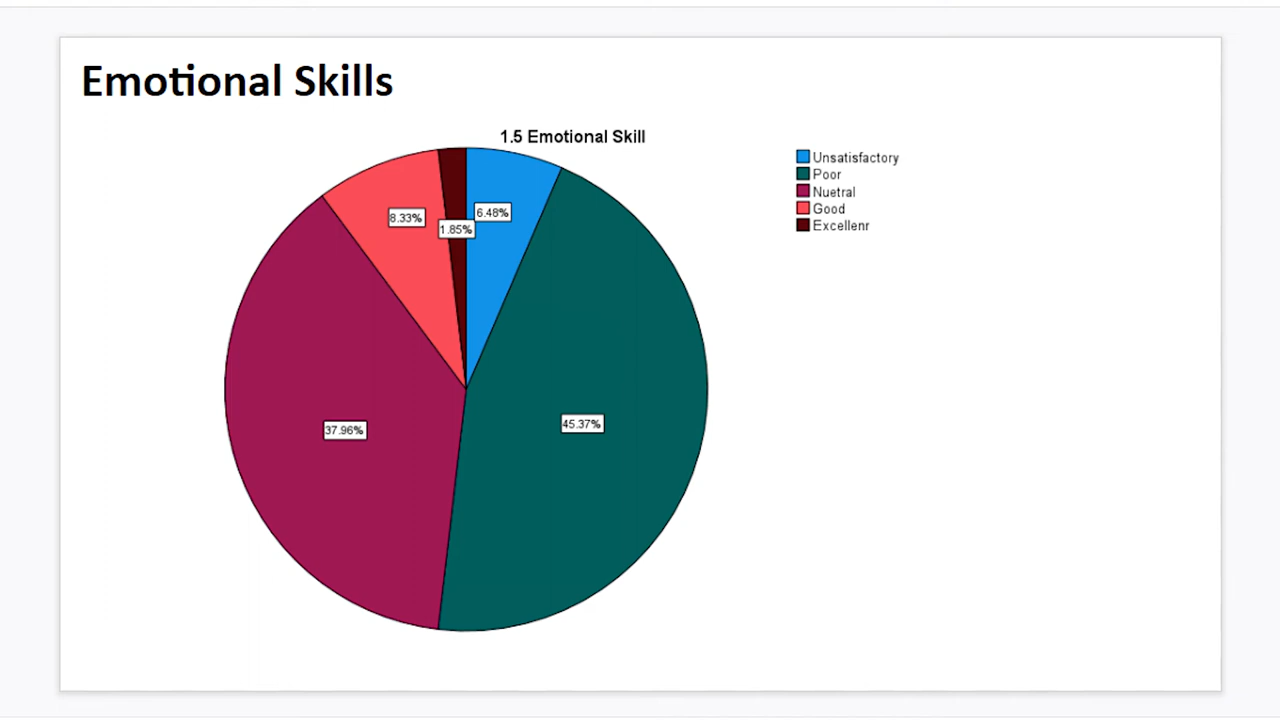 Emotional Skills
1.5 Emotional Skill
Unsatisfactory
Poor
Nuetral
Good
Excellenr
6.48%
8.33%
1.85%
45.37%
37.96%